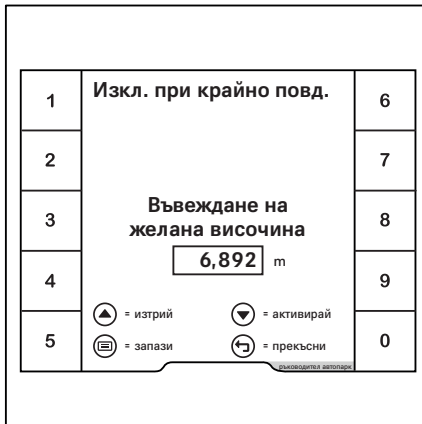 Изкл. при крайно повд.
1
6
2
7
3
8
4
9
5
0
Въвеждане на
желана височина
6,892 m
= изтрий
= активирай
= запази
= прекъсни
ръководител автопарк